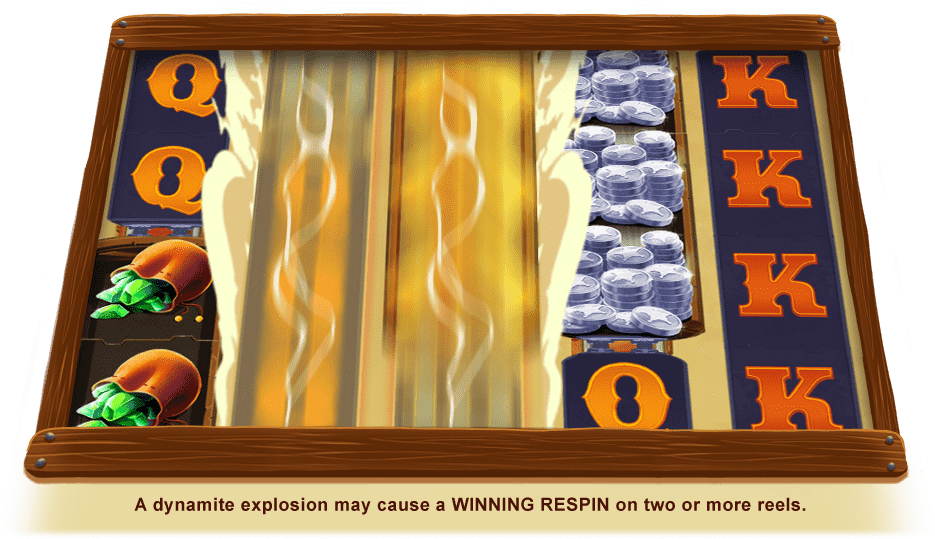 Q K
Q K
K
Q K
A dynamite explosion may cause a WINNING RESPIN on two or more reels.